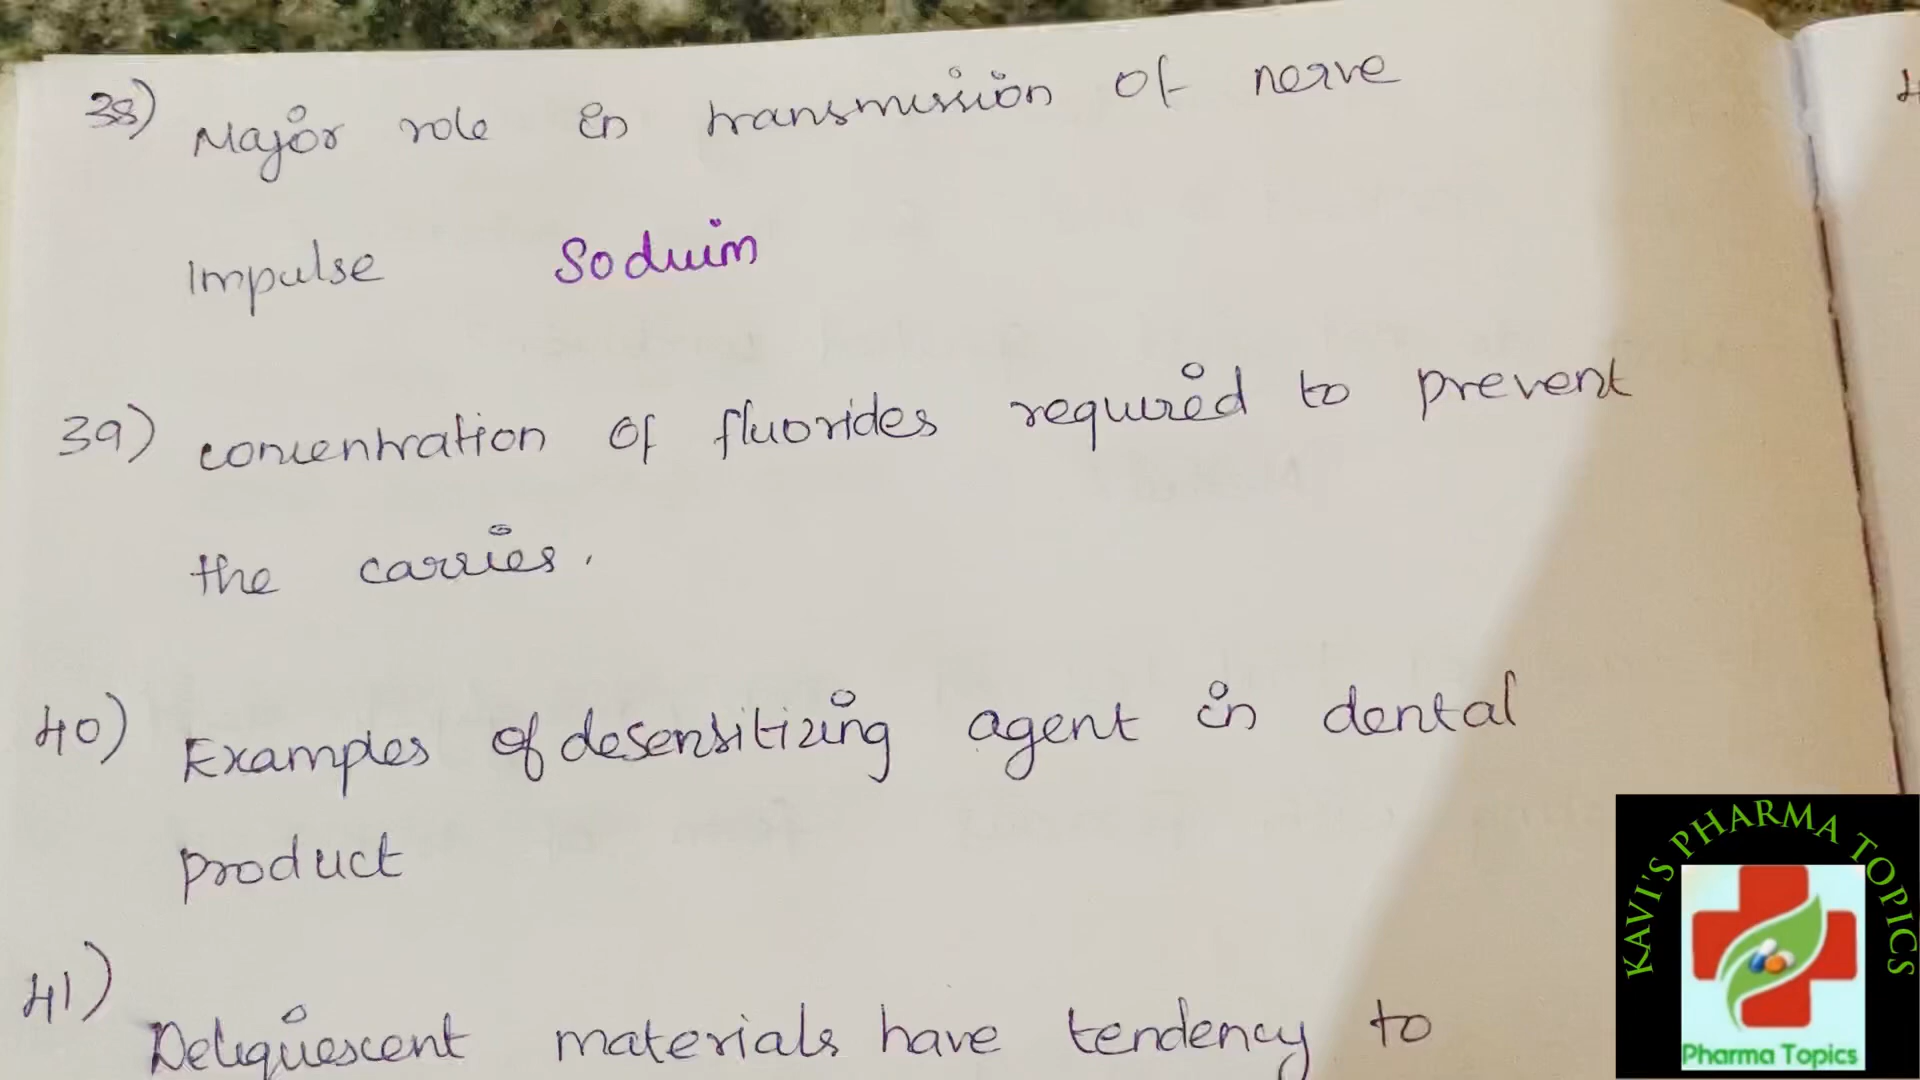 38) Major role in transmission of nerve
Impulse Soduim
39) concentration of fluorides required to prevent
the carries.
40) Examples of desensitizing agent in dental
product
41) Deliquescent materials have tendency to
KAVI'S PHARMA TOPICS
Pharma Topics